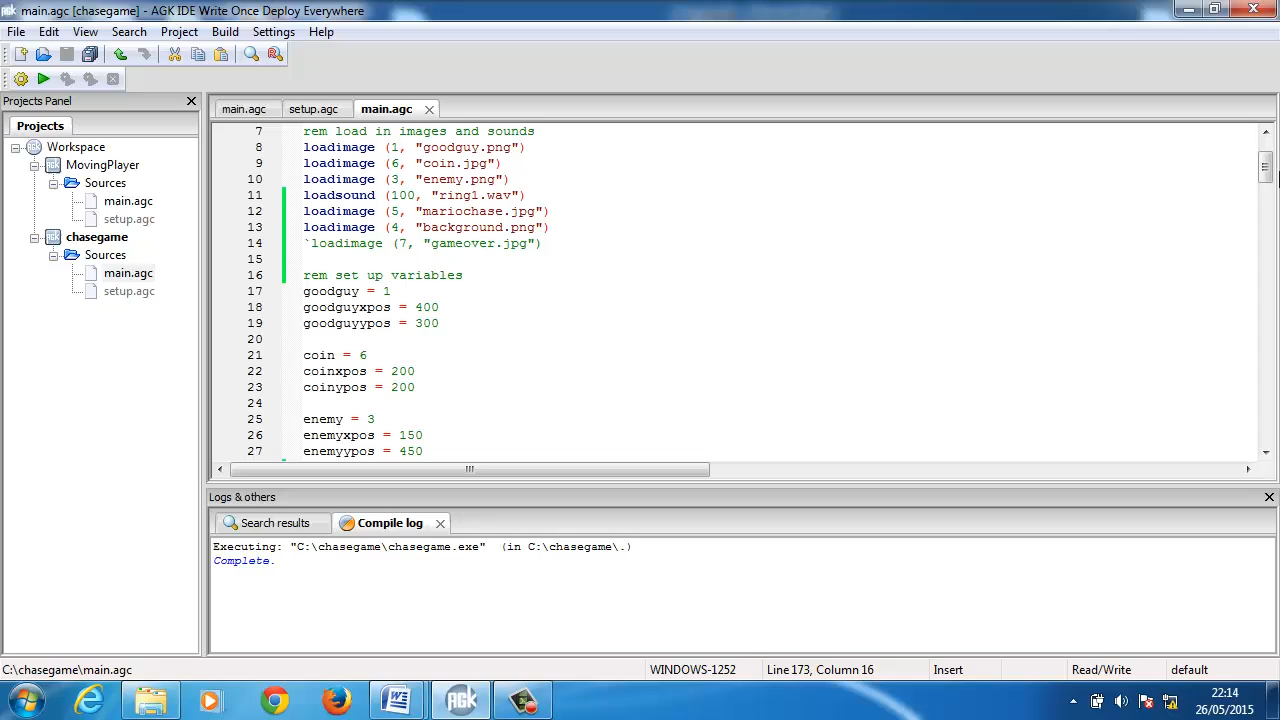 main.agc [chasegame] - AGK IDE Write Once Deploy Everywhere
File Edit View Search Project Build Settings Help
Projects Panel
Projects
Workspace
MovingPlayer
Sources
main.agc
setup.agc
chasegame
Sources
main.agc
setup.agc
main.agc setup.agc main.agc
7 rem load in images and sounds
8 loadimage (1, "goodguy.png")
9 loadimage (6, "coin.jpg")
10 loadimage (3, "enemy.png")
11 loadsound (100, "ring1.wav")
12 loadimage (5, "mariochase.jpg")
13 loadimage (4, "background.png")
14 `loadimage (7, "gameover.jpg")
15
16 rem set up variables
17 goodguy = 1
18 goodguyxpos = 400
19 goodguyypos = 300
20
21 coin = 6
22 coinxpos = 200
23 coinypos = 200
24
25 enemy = 3
26 enemyxpos = 150
27 enemyypos = 450
Logs & others
Search results Compile log
Executing: "C:\chasegame\chasegame.exe" (in C:\chasegame\.)
Complete.
C:\chasegame\main.agc WINDOWS-1252 Line 173, Column 16 Insert Read/Write default
AGK
22:14
26/05/2015